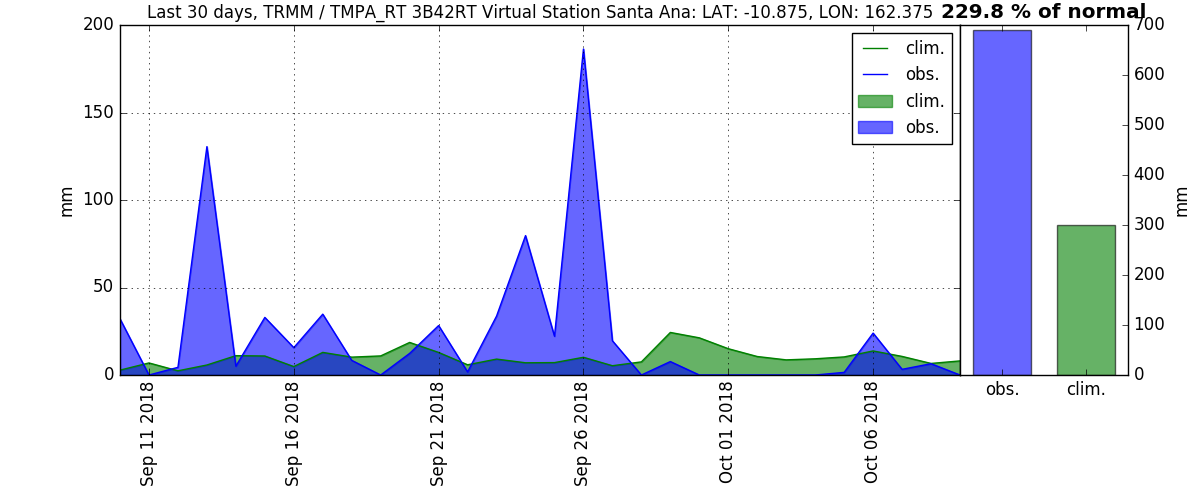 Last 30 days, TRMM / TMPA_RT 3B42RT Virtual Station Santa Ana: LAT: -10.875, LON: 162.375 229.8 % of normal
200
150
100
50
0
mm
clim.
obs.
clim.
obs.
700
600
500
400
300
200
100
0
mm
obs.
clim.
Sep 11 2018
Sep 16 2018
Sep 21 2018
Sep 26 2018
Oct 01 2018
Oct 06 2018